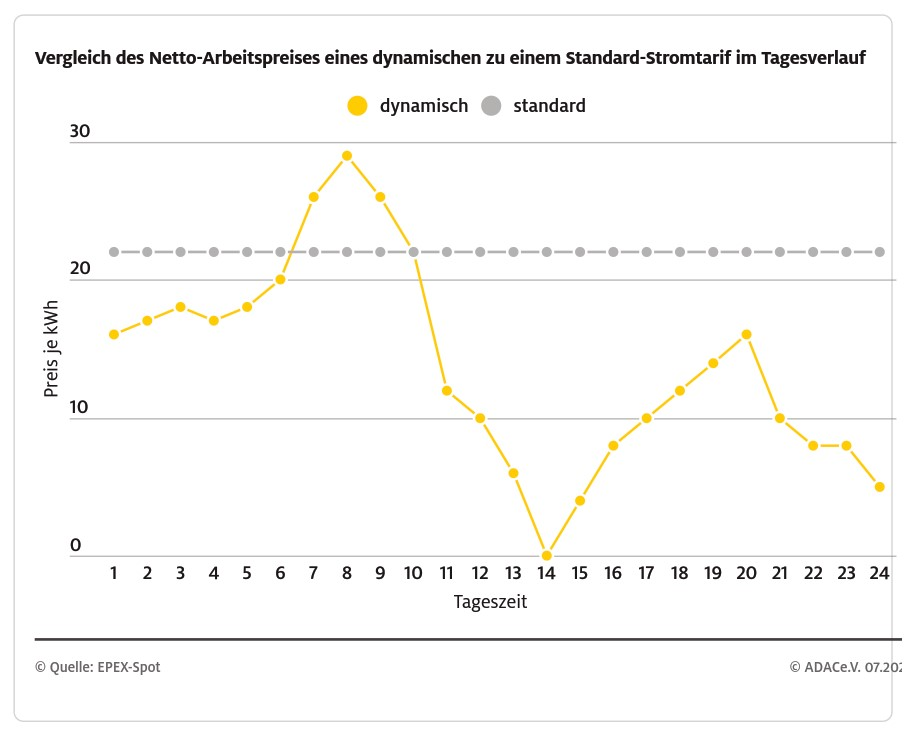 Vergleich des Netto-Arbeitspreises eines dynamischen zu einem Standard-Stromtarif im Tagesverlauf
dynamisch standard
30
20
10
0
Preis je kWh
1 2 3 4 5 6 7 8 9 10 11 12 13 14 15 16 17 18 19 20 21 22 23 24
Tageszeit
© Quelle: EPEX-Spot
© ADACe.V. 07.202